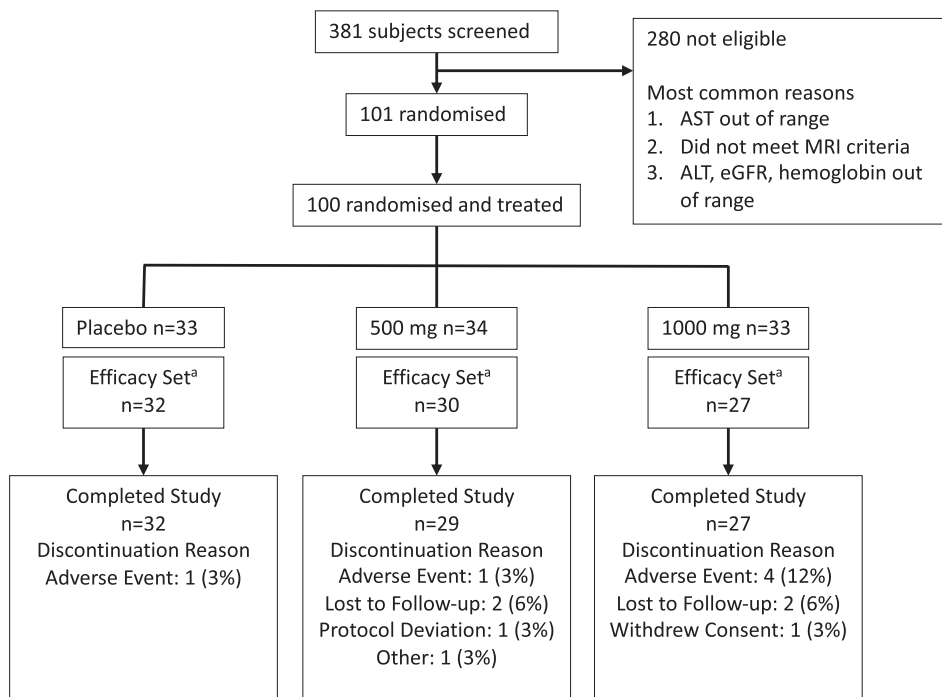 381 subjects screened
280 not eligible
Most common reasons
1. AST out of range
2. Did not meet MRI criteria
3. ALT, eGFR, hemoglobin out
of range
101 randomised
100 randomised and treated
Placebo n=33
Efficacy Setᵃ
n=32
Completed Study
n=32
Discontinuation Reason
Adverse Event: 1 (3%)
500 mg n=34
Efficacy Setᵃ
n=30
Completed Study
n=29
Discontinuation Reason
Adverse Event: 1 (3%)
Lost to Follow-up: 2 (6%)
Protocol Deviation: 1 (3%)
Other: 1 (3%)
1000 mg n=33
Efficacy Setᵃ
n=27
Completed Study
n=27
Discontinuation Reason
Adverse Event: 4 (12%)
Lost to Follow-up: 2 (6%)
Withdrew Consent: 1 (3%)